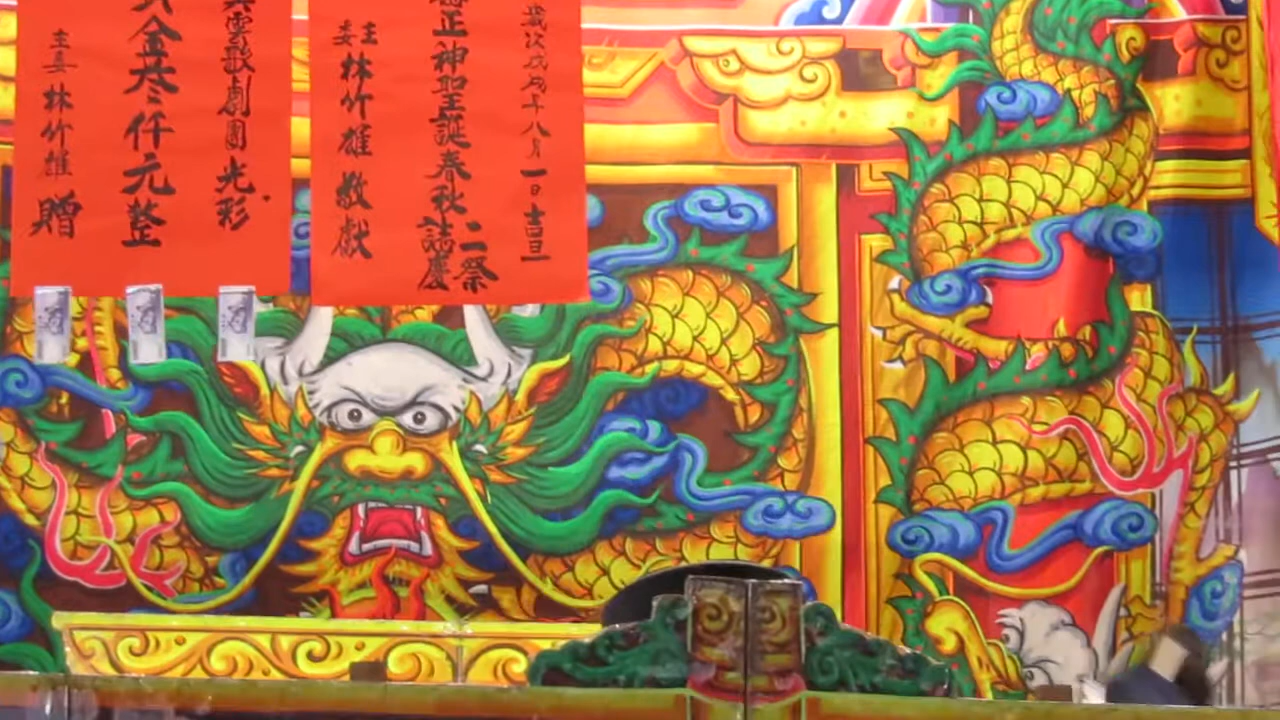 歲次戊戌年八月一日吉旦
正神聖誕春秋二祭
誌慶
主委 林竹雄 敬獻
雲歌劇團光彩
金叁仟元整
主委 林竹雄 贈